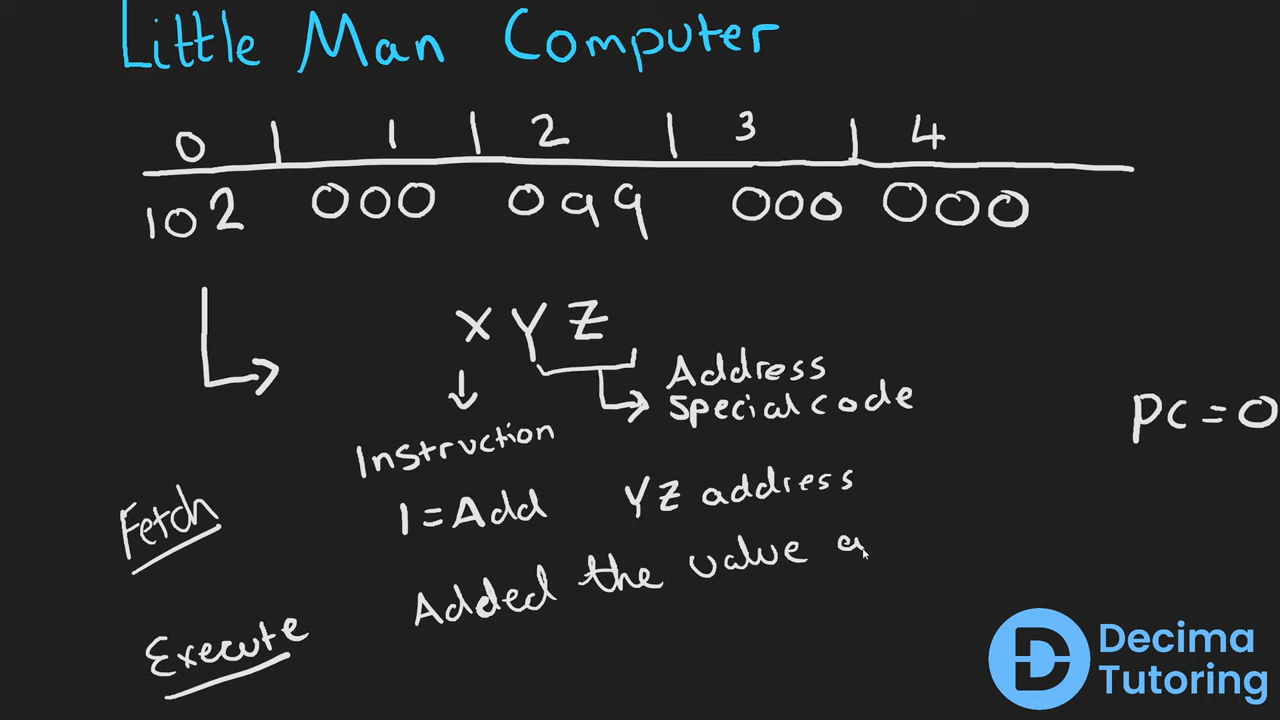 Little Man Computer
0 | 1 | 2 | 3 | 4
102 000 099 000 000
XYZ
Address
Special code
PC = 0
Instruction
Fetch
1 = Add YZ address
Added the value a
Execute
Decima
Tutoring